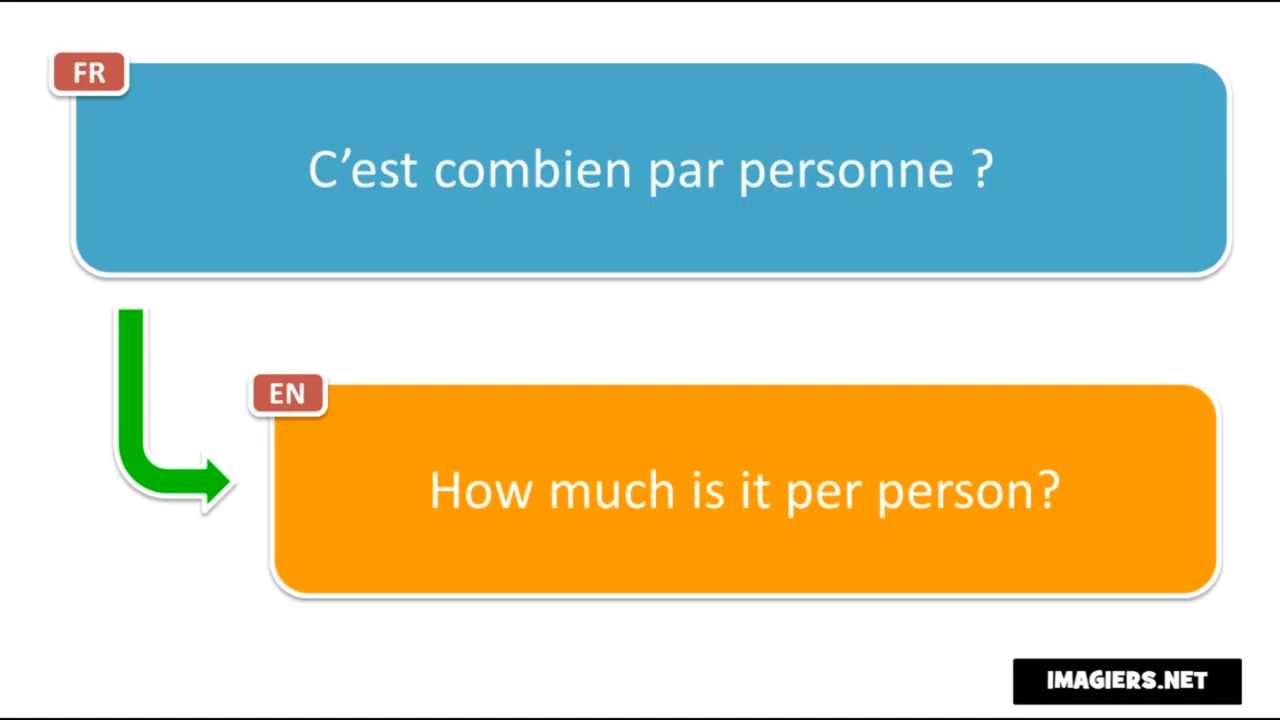 FR
C’est combien par personne ?
EN
How much is it per person?
IMAGIERS.NET